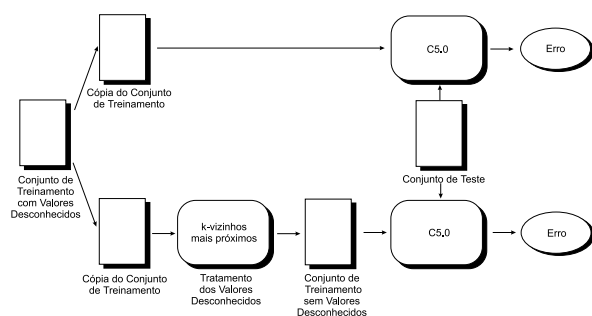 C5.0
Erro
Cópia do Conjunto
de Treinamento
Conjunto de
Treinamento
com Valores
Desconhecidos
Conjunto de Teste
k-vizinhos
mais próximos
C5.0
Erro
Cópia do Conjunto
de Treinamento
Tratamento
dos Valores
Desconhecidos
Conjunto de
Treinamento
sem Valores
Desconhecidos